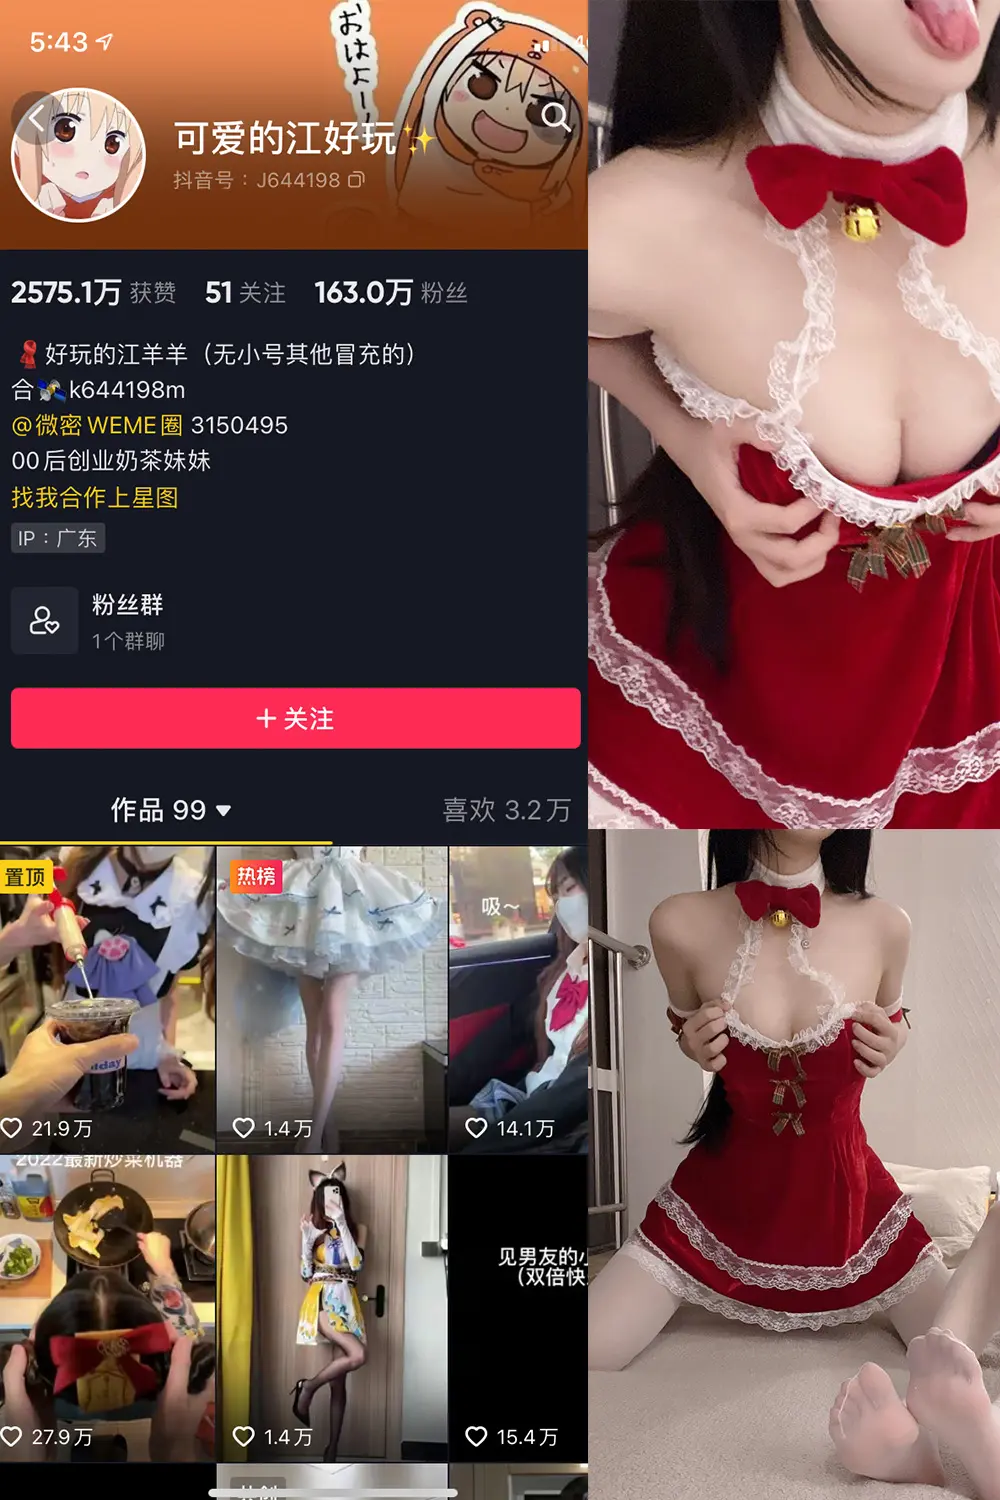 おはよー
5:43
可爱的江好玩
抖音号：J644198
2575.1万 获赞 51 关注 163.0万 粉丝
好玩的江羊羊（无小号其他冒充的）
合 k644198m
@微密 WEME圈 3150495
00后创业奶茶妹妹
找我合作上星图
IP：广东
粉丝群
1个群聊
+ 关注
作品 99 喜欢 3.2万
置顶
热榜
吸~
21.9万
1.4万
14.1万
2022最新炒菜机器
见男友的
（双倍快
27.9万
1.4万
15.4万